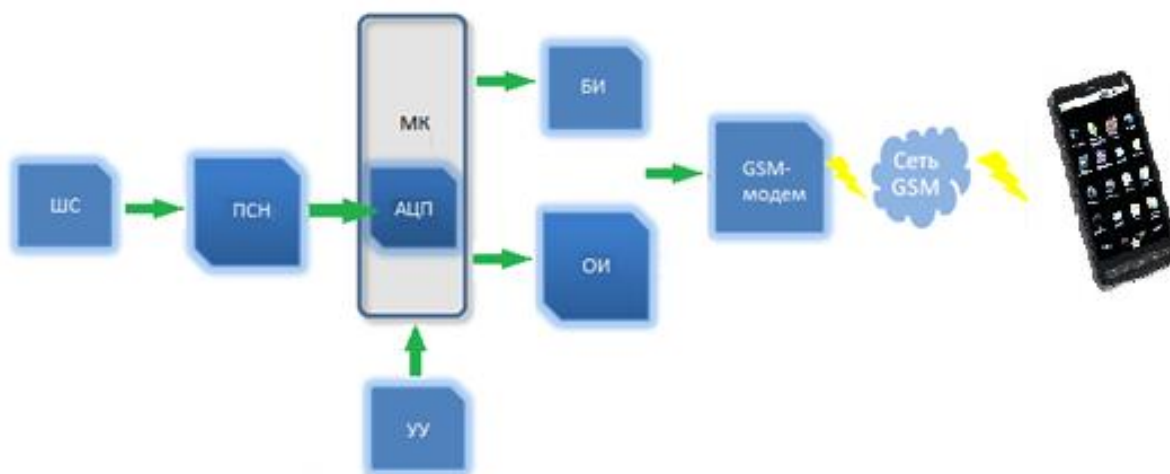 БИ
МК
ШС
ПСН
АЦП
GSM-
модем
Сеть
GSM
ОИ
УУ